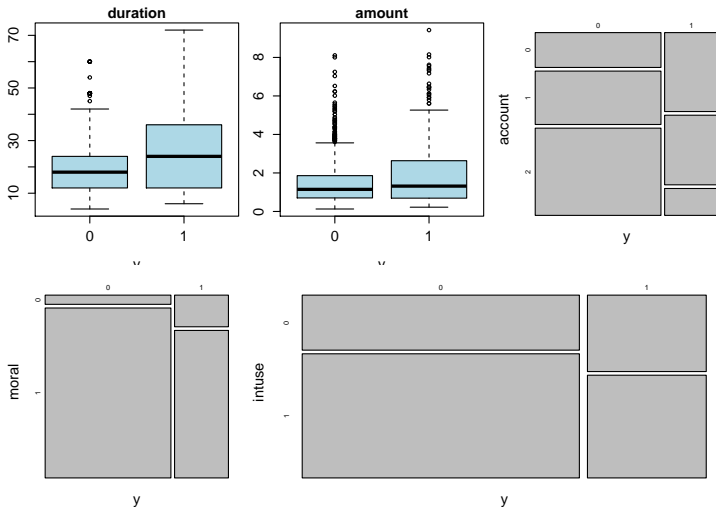 duration
10 30 50 70
0 1
y
amount
0 2 4 6 8
0 1
y
0 1
account
0
1
2
y
0 1
moral
0
1
y
0 1
intuse
0
1
y